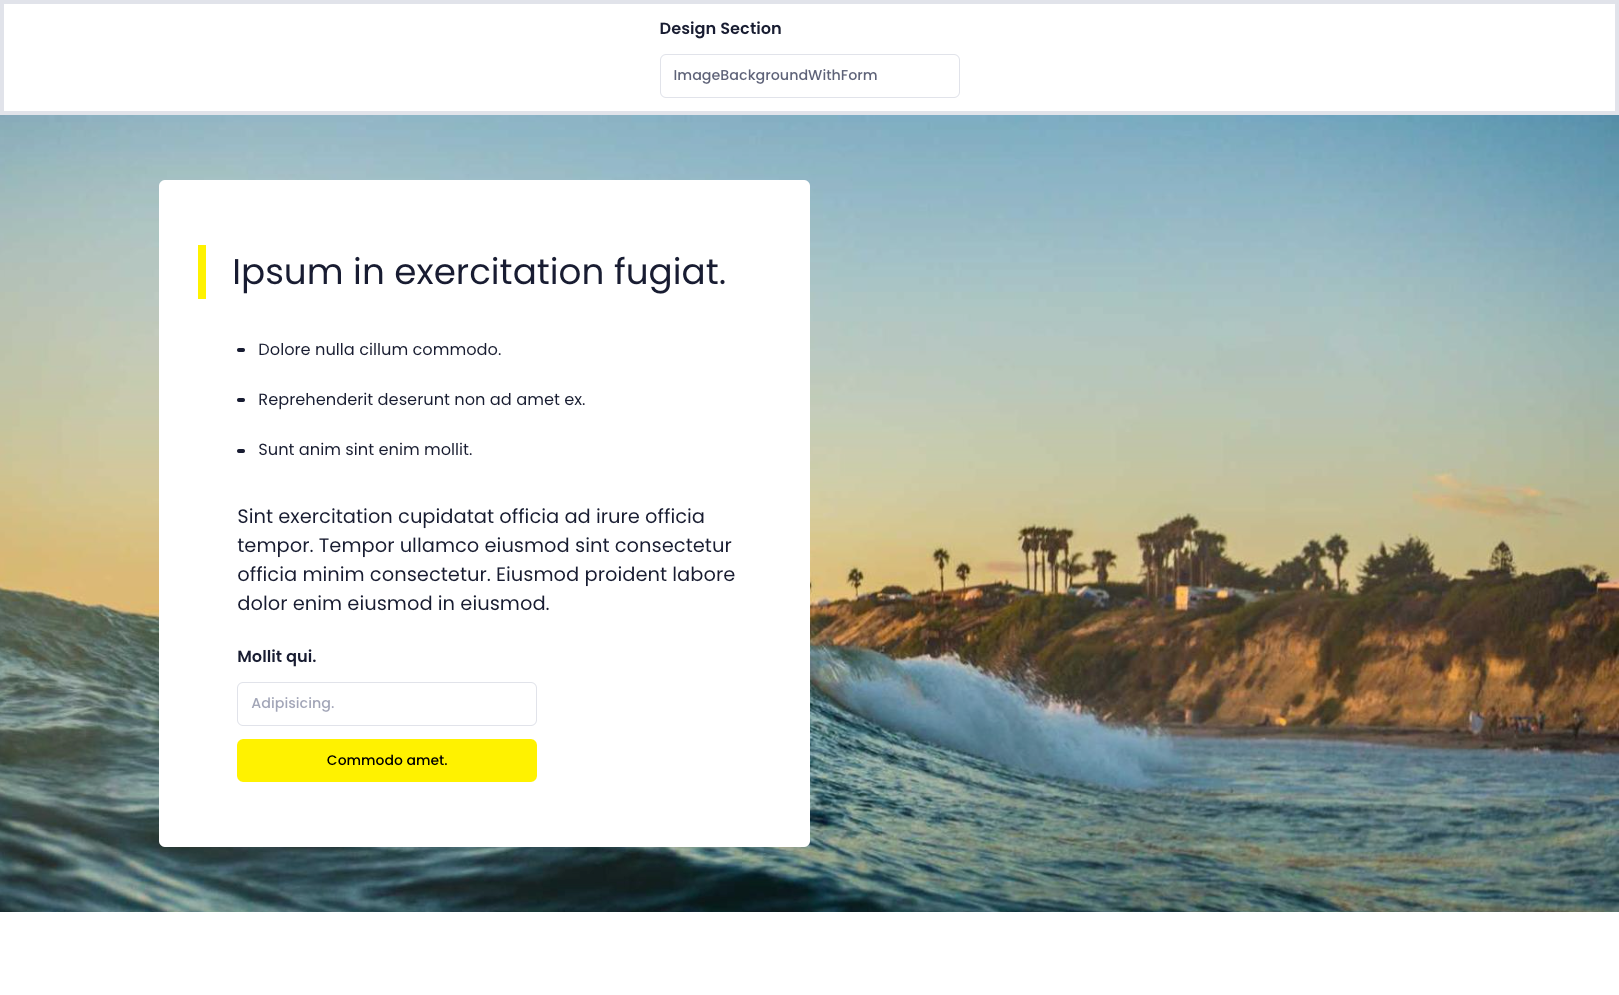 Design Section
ImageBackgroundWithForm
Ipsum in exercitation fugiat.
Dolore nulla cillum commodo.
Reprehenderit deserunt non ad amet ex.
Sunt anim sint enim mollit.
Sint exercitation cupidatat officia ad irure officia
tempor. Tempor ullamco eiusmod sint consectetur
officia minim consectetur. Eiusmod proident labore
dolor enim eiusmod in eiusmod.
Mollit qui.
Adipisicing.
Commodo amet.